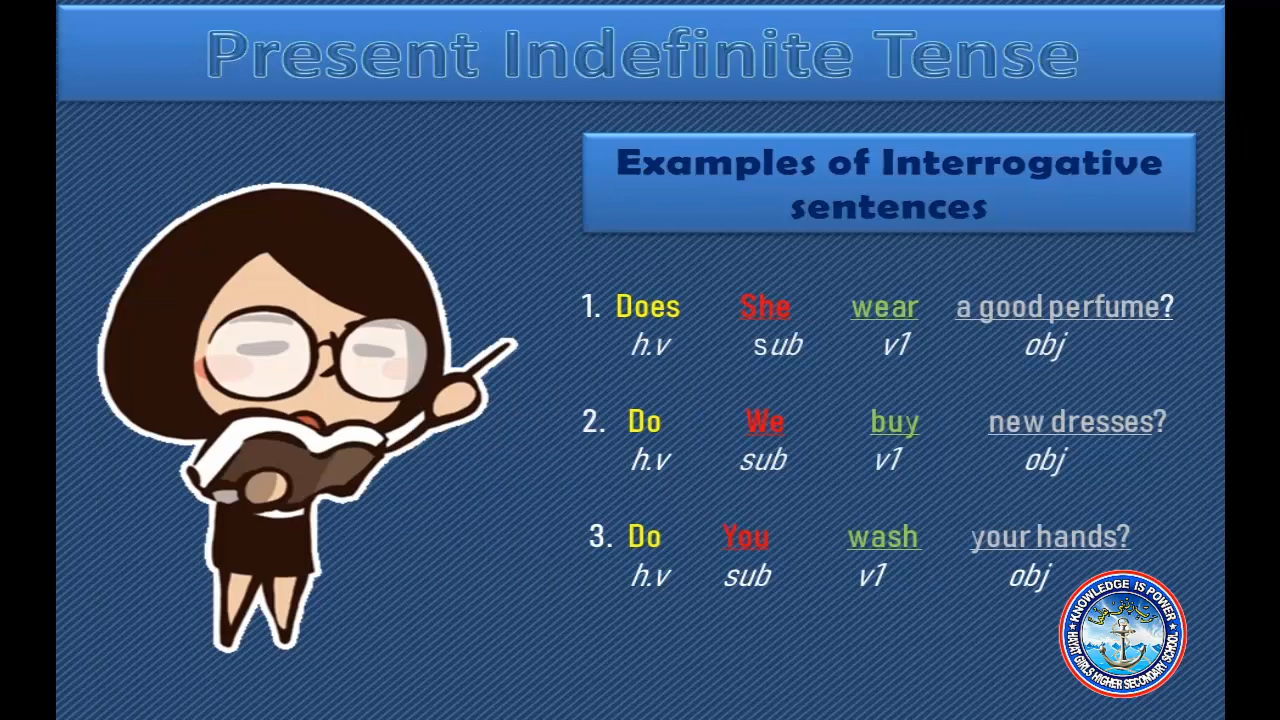 Present Indefinite Tense
Examples of Interrogative
sentences
1. Does She wear a good perfume?
h.v sub v1 obj
2. Do We buy new dresses?
h.v sub v1 obj
3. Do You wash your hands?
h.v sub v1 obj
KNOWLEDGE IS POWER
HAYAT GIRLS HIGHER SECONDARY SCHOOL